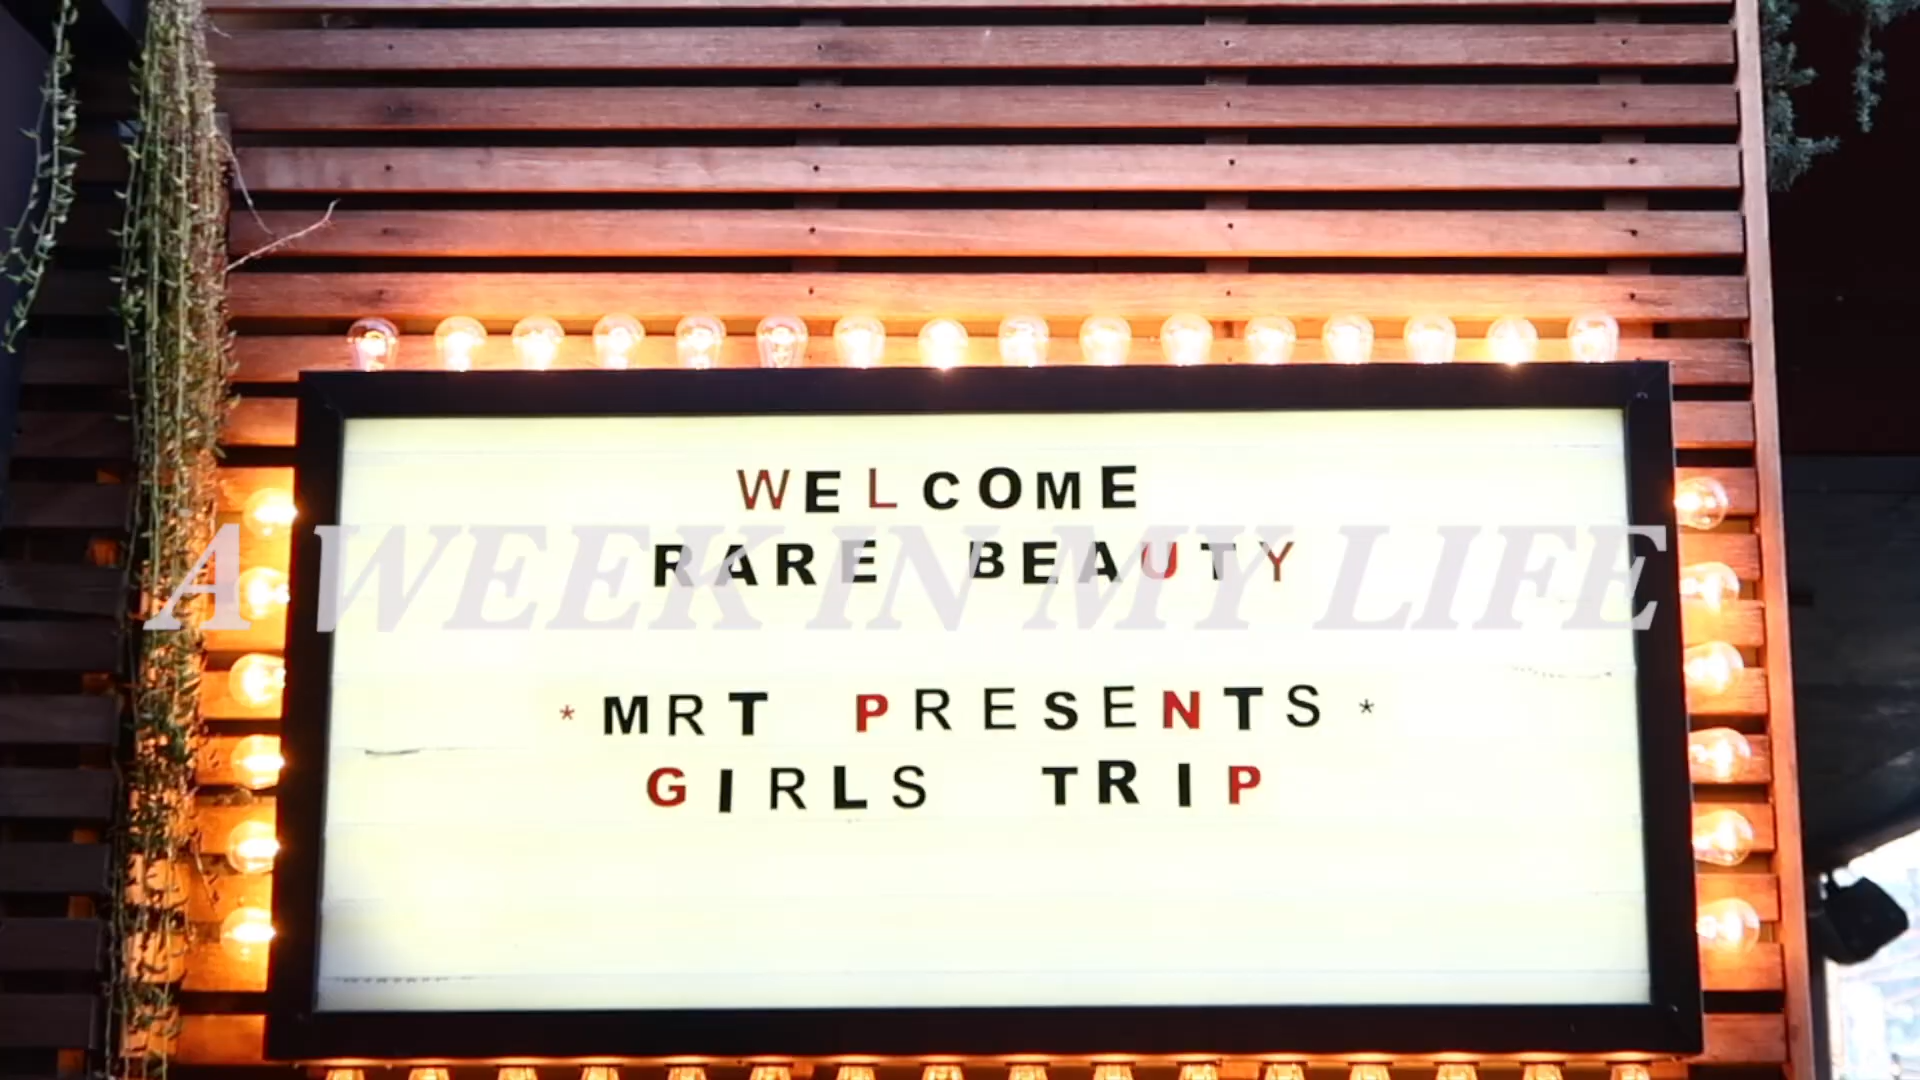 WELCOME
RARE BEAUTY
A WEEK IN MY LIFE
*MRT PRESENTS*
GIRLS TRIP